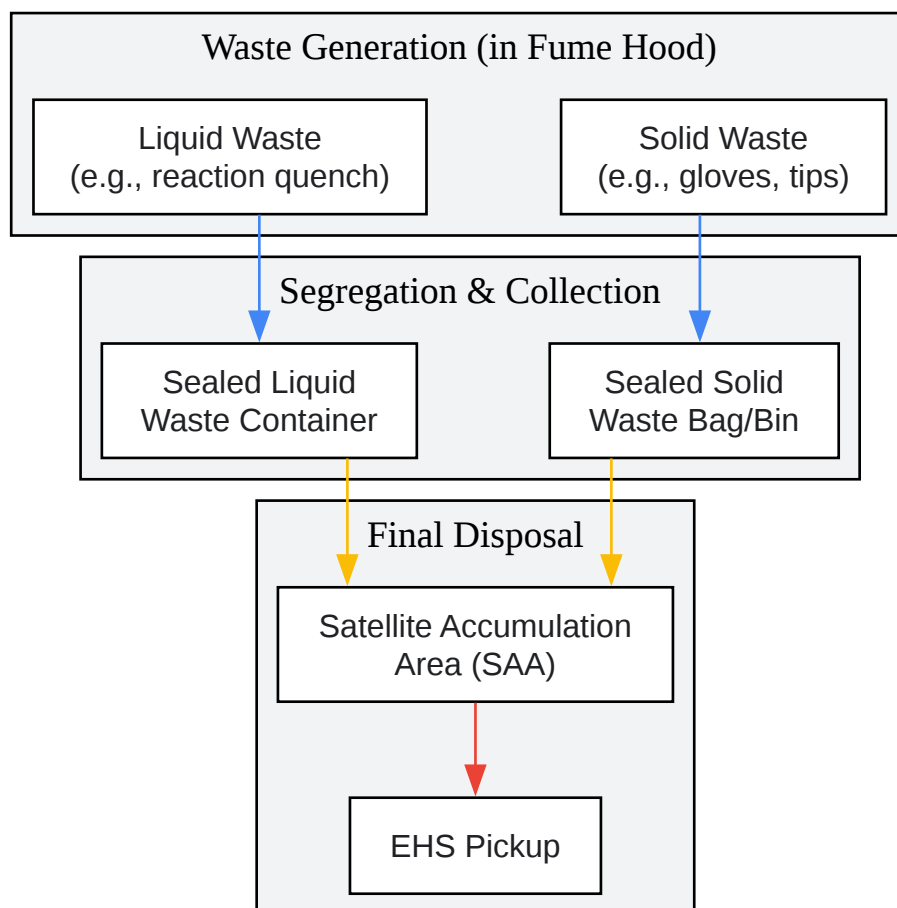 Waste Generation (in Fume Hood)
Liquid Waste
(e.g., reaction quench)
Solid Waste
(e.g., gloves, tips)
Segregation & Collection
Sealed Liquid
Waste Container
Sealed Solid
Waste Bag/Bin
Final Disposal
Satellite Accumulation
Area (SAA)
EHS Pickup